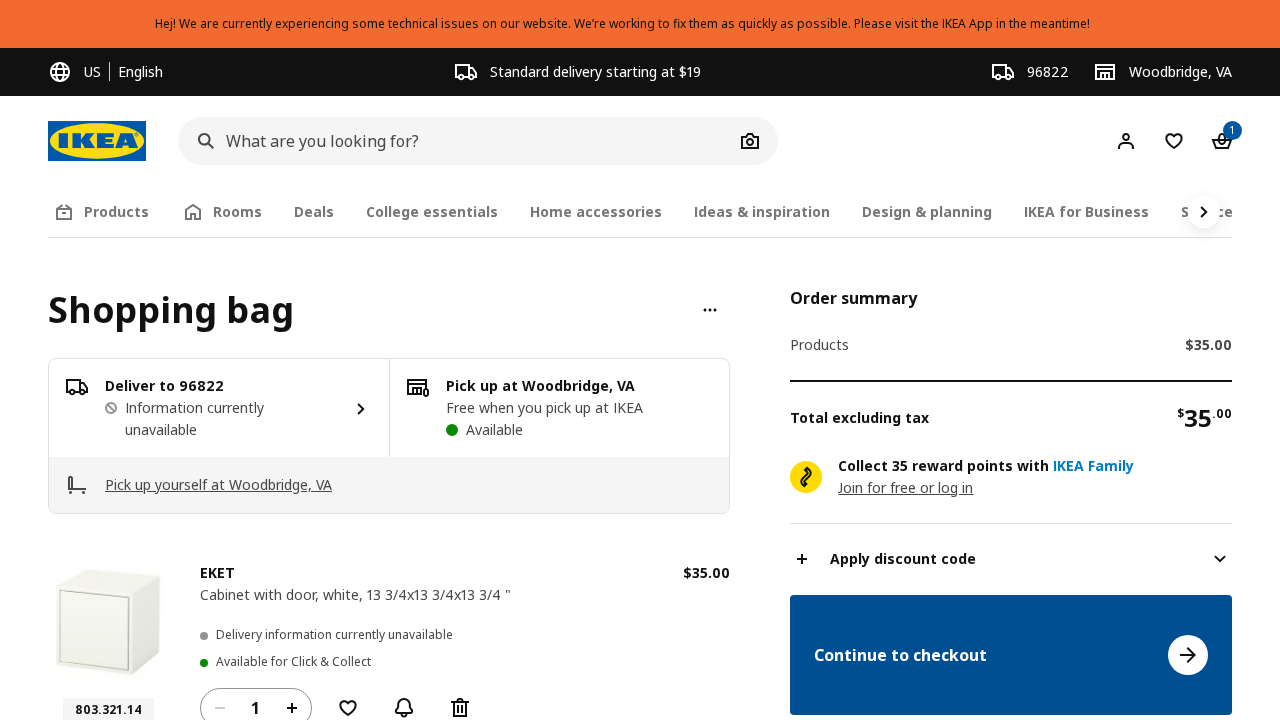 Hej! We are currently experiencing some technical issues on our website. We’re working to fix them as quickly as possible. Please visit the IKEA App in the meantime!
US English
Standard delivery starting at $19
96822
Woodbridge, VA
IKEA
What are you looking for?
1
Products
Rooms
Deals
College essentials
Home accessories
Ideas & inspiration
Design & planning
IKEA for Business
Shopping bag
Deliver to 96822
Information currently
unavailable
Pick up at Woodbridge, VA
Free when you pick up at IKEA
Available
Pick up yourself at Woodbridge, VA
EKET
$35.00
Cabinet with door, white, 13 3/4x13 3/4x13 3/4 "
Delivery information currently unavailable
Available for Click & Collect
803.321.14
1
Order summary
Products
$35.00
Total excluding tax
$35.00
Collect 35 reward points with IKEA Family
Join for free or log in
Apply discount code
Continue to checkout